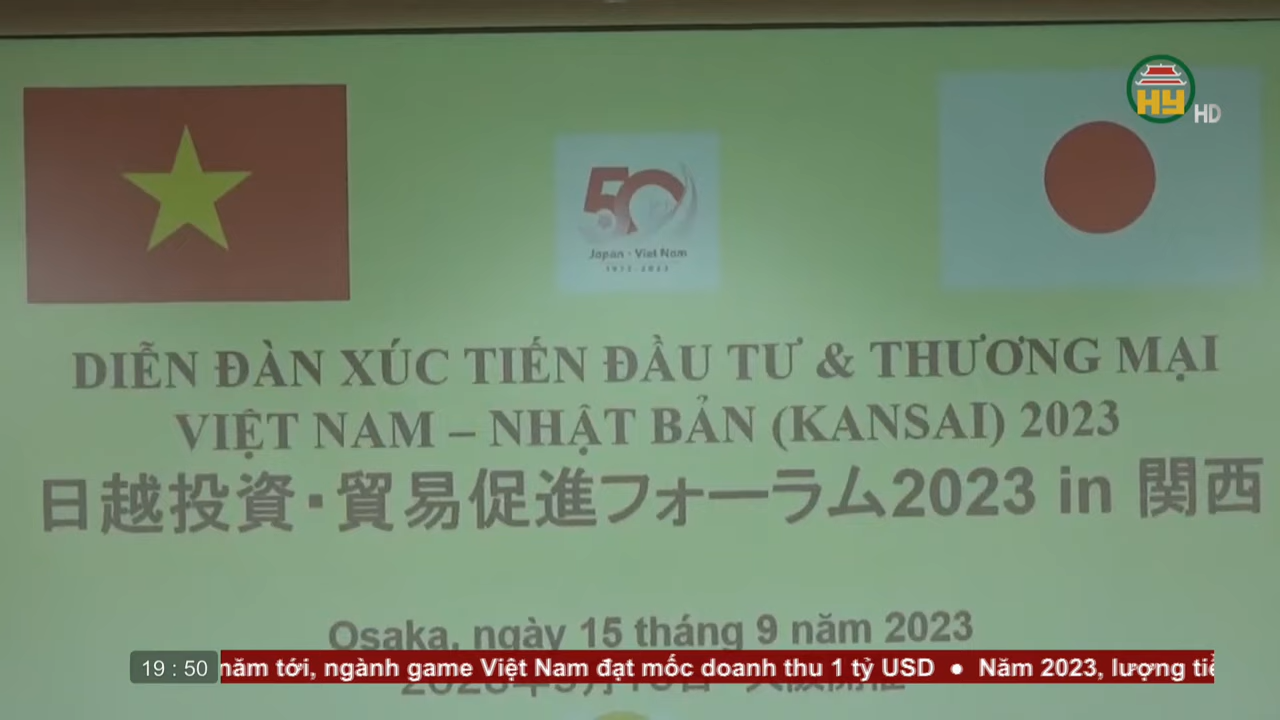 HY HD
50
Japan - Viet Nam
1973-2023
DIỄN ĐÀN XÚC TIẾN ĐẦU TƯ & THƯƠNG MẠI
VIỆT NAM – NHẬT BẢN (KANSAI) 2023
日越投資・貿易促進フォーラム2023 in 関西
Osaka, ngày 15 tháng 9 năm 2023
19 : 50 năm tới, ngành game Việt Nam đạt mốc doanh thu 1 tỷ USD ● Năm 2023, lượng